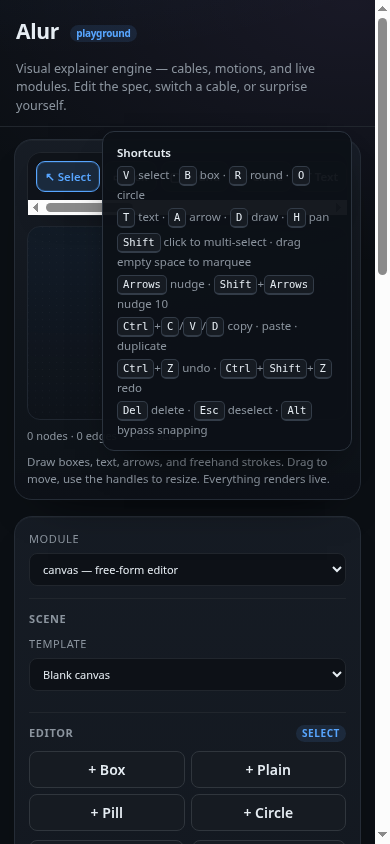 Alur playground
Visual explainer engine — cables, motions, and live
modules. Edit the spec, switch a cable, or surprise
yourself.
↖ Select
Shortcuts
V select · B box · R round · O
circle
T text · A arrow · D draw · H pan
Shift click to multi-select · drag
empty space to marquee
Arrows nudge · Shift+Arrows
nudge 10
Ctrl+C/V/D copy · paste ·
duplicate
Ctrl+Z undo · Ctrl+Shift+Z
redo
Del delete · Esc deselect · Alt
bypass snapping
0 nodes · 0 edg
Draw boxes, text, arrows, and freehand strokes. Drag to
move, use the handles to resize. Everything renders live.
MODULE
canvas — free-form editor
SCENE
TEMPLATE
Blank canvas
EDITOR SELECT
+ Box + Plain
+ Pill + Circle